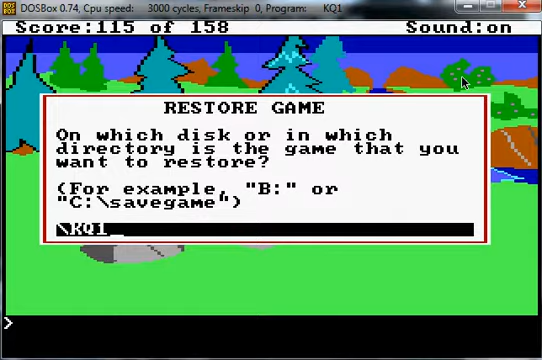 DOSBox 0.74, Cpu speed: 3000 cycles, Frameskip 0, Program: KQ1
Score:115 of 158 Sound:on
RESTORE GAME
On which disk or in which
directory is the game that you
want to restore?
(For example, "B:" or
"C:\savegame")
\KQ1_
>